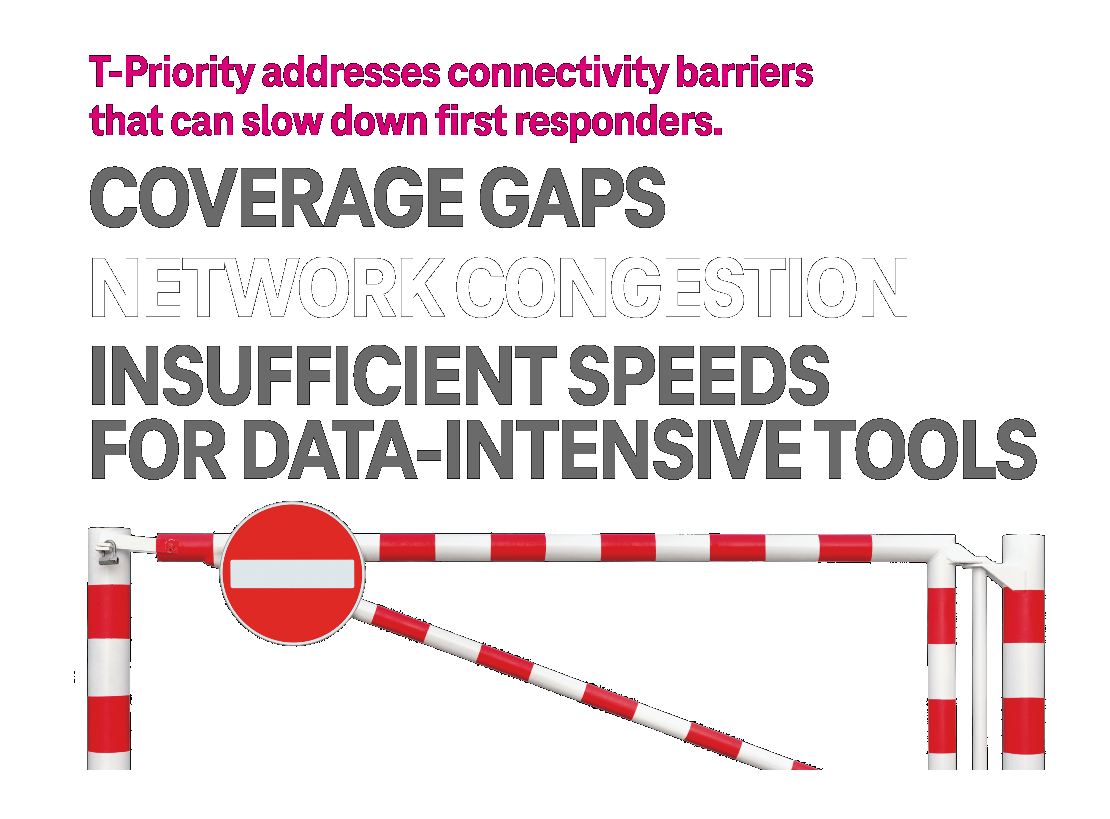 T-Priority addresses connectivity barriers
that can slow down first responders.
COVERAGE GAPS
NETWORK CONGESTION
INSUFFICIENT SPEEDS
FOR DATA-INTENSIVE TOOLS